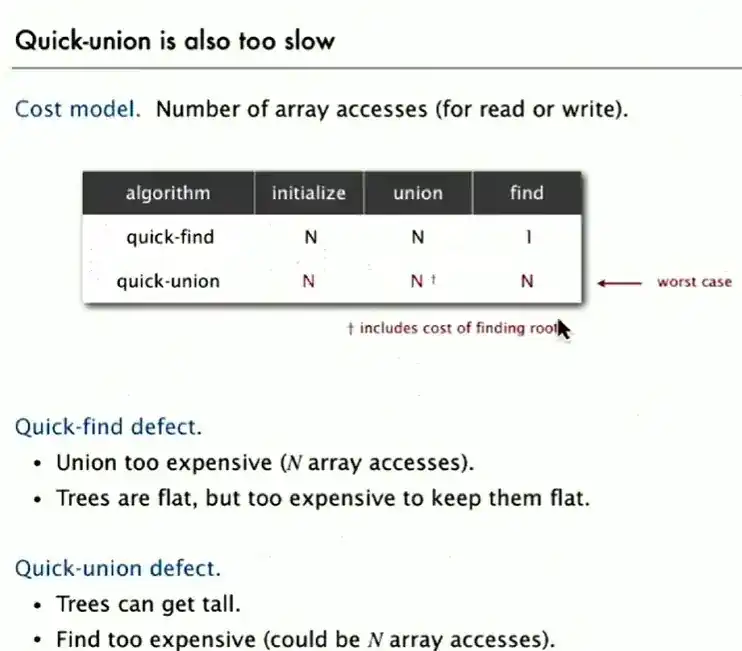 Quick-union is also too slow
Cost model. Number of array accesses (for read or write).
algorithm initialize union find
quick-find N N 1
quick-union N N † N worst case
† includes cost of finding root
Quick-find defect.
• Union too expensive (N array accesses).
• Trees are flat, but too expensive to keep them flat.
Quick-union defect.
• Trees can get tall.
• Find too expensive (could be N array accesses).